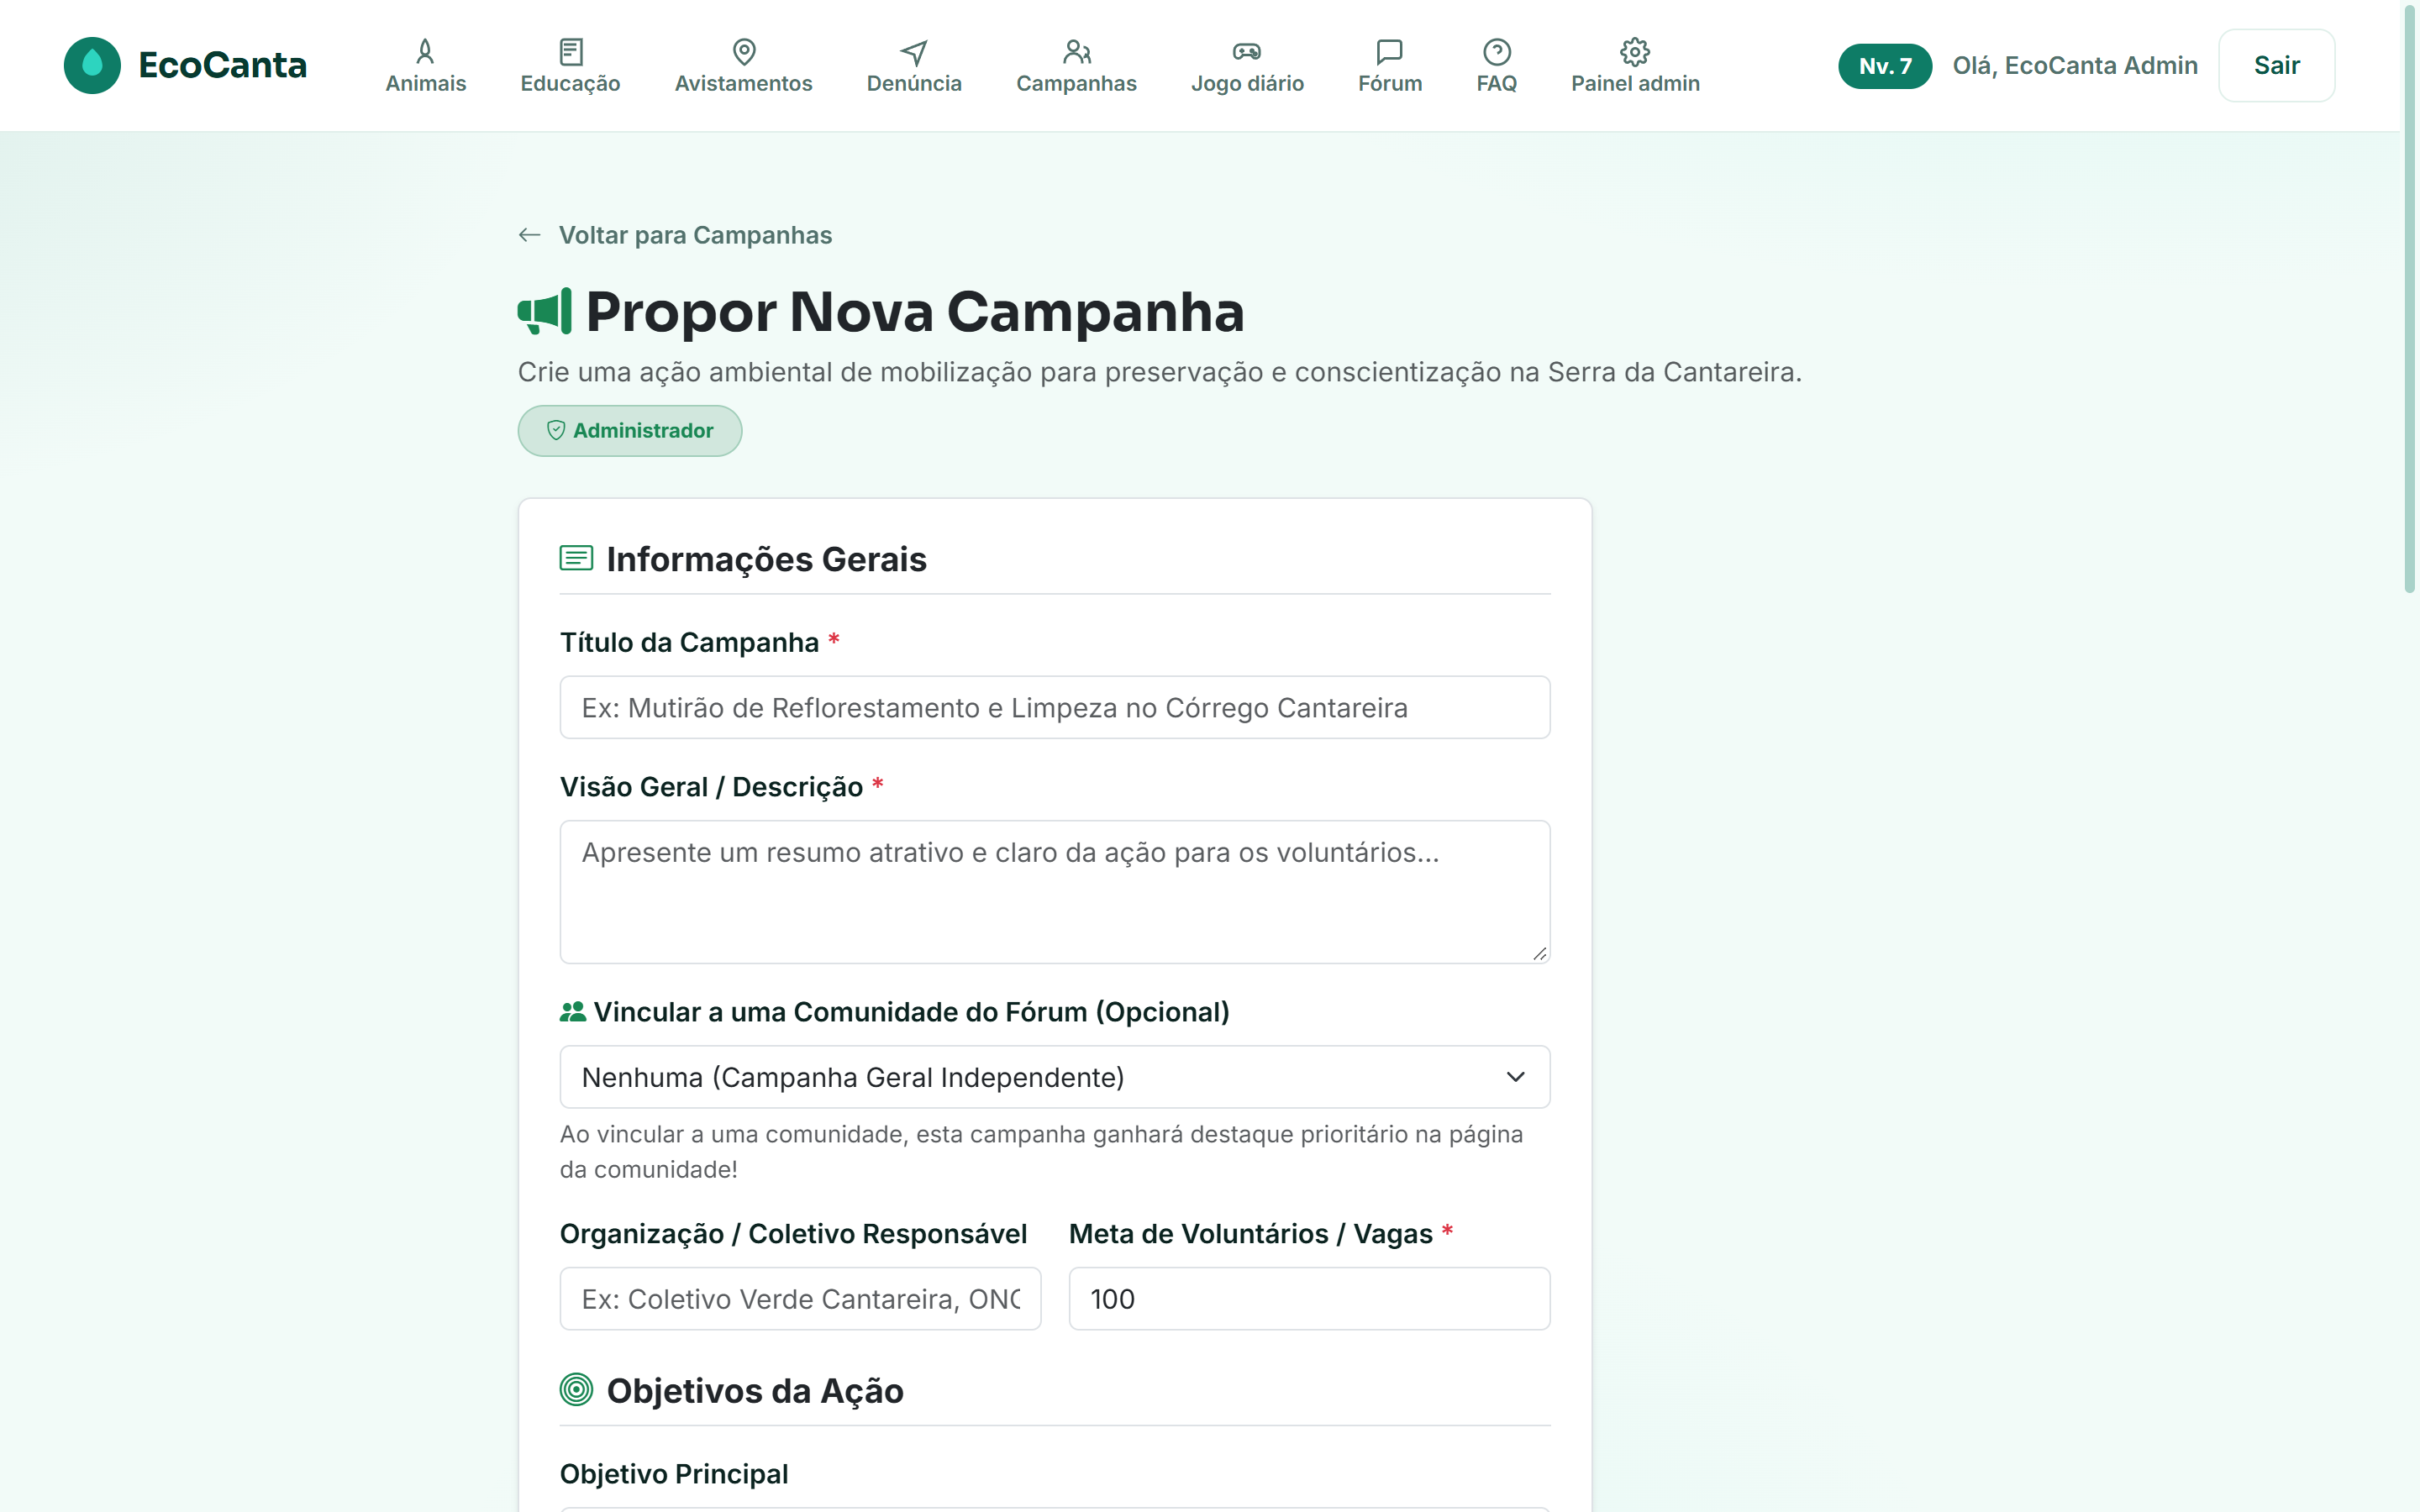 EcoCanta
Animais
Educação
Avistamentos
Denúncia
Campanhas
Jogo diário
Fórum
FAQ
Painel admin
Nv. 7
Olá, EcoCanta Admin
Sair
Voltar para Campanhas
Propor Nova Campanha
Crie uma ação ambiental de mobilização para preservação e conscientização na Serra da Cantareira.
Administrador
Informações Gerais
Título da Campanha *
Ex: Mutirão de Reflorestamento e Limpeza no Córrego Cantareira
Visão Geral / Descrição *
Apresente um resumo atrativo e claro da ação para os voluntários...
Vincular a uma Comunidade do Fórum (Opcional)
Nenhuma (Campanha Geral Independente)
Ao vincular a uma comunidade, esta campanha ganhará destaque prioritário na página
da comunidade!
Organização / Coletivo Responsável
Meta de Voluntários / Vagas *
Ex: Coletivo Verde Cantareira,
100
Objetivos da Ação
Objetivo Principal